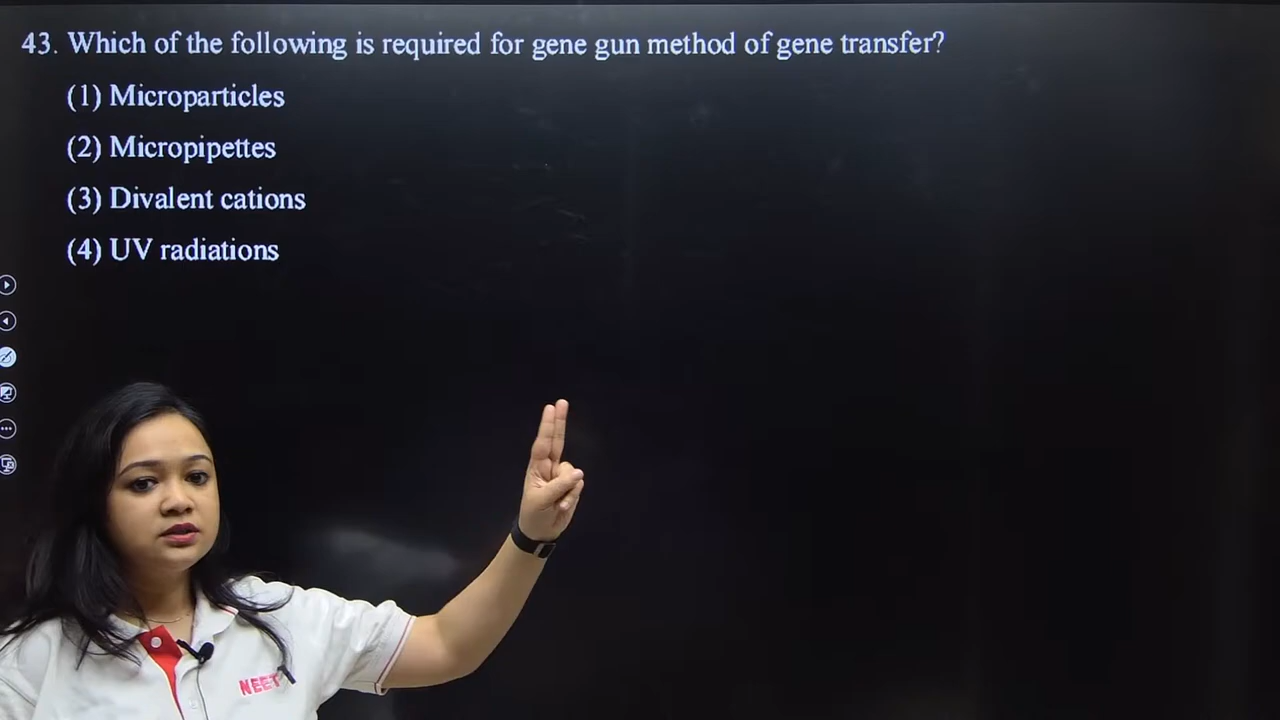 43. Which of the following is required for gene gun method of gene transfer?
(1) Microparticles
(2) Micropipettes
(3) Divalent cations
(4) UV radiations
NEET